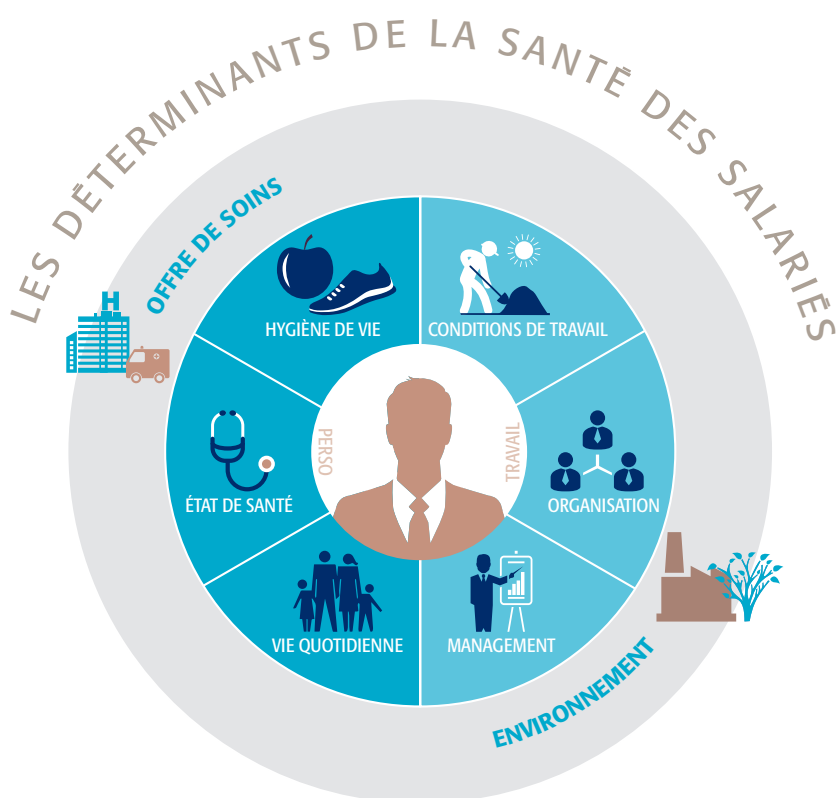 LES DÉTERMINANTS DE LA SANTÉ DES SALARIÉS
OFFRE DE SOINS
H
HYGIÈNE DE VIE
CONDITIONS DE TRAVAIL
PERSO
TRAVAIL
ÉTAT DE SANTÉ
ORGANISATION
VIE QUOTIDIENNE
MANAGEMENT
ENVIRONNEMENT